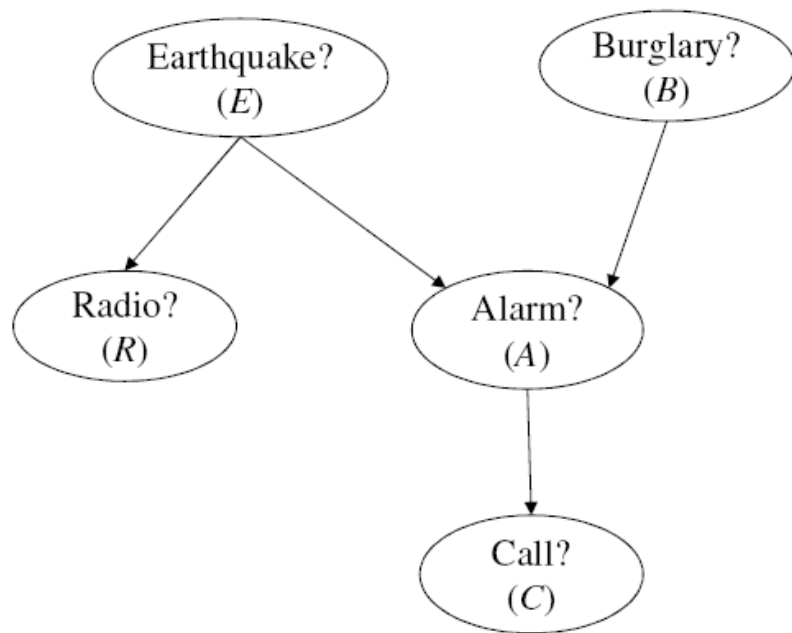 Earthquake?
(E)
Burglary?
(B)
Radio?
(R)
Alarm?
(A)
Call?
(C)